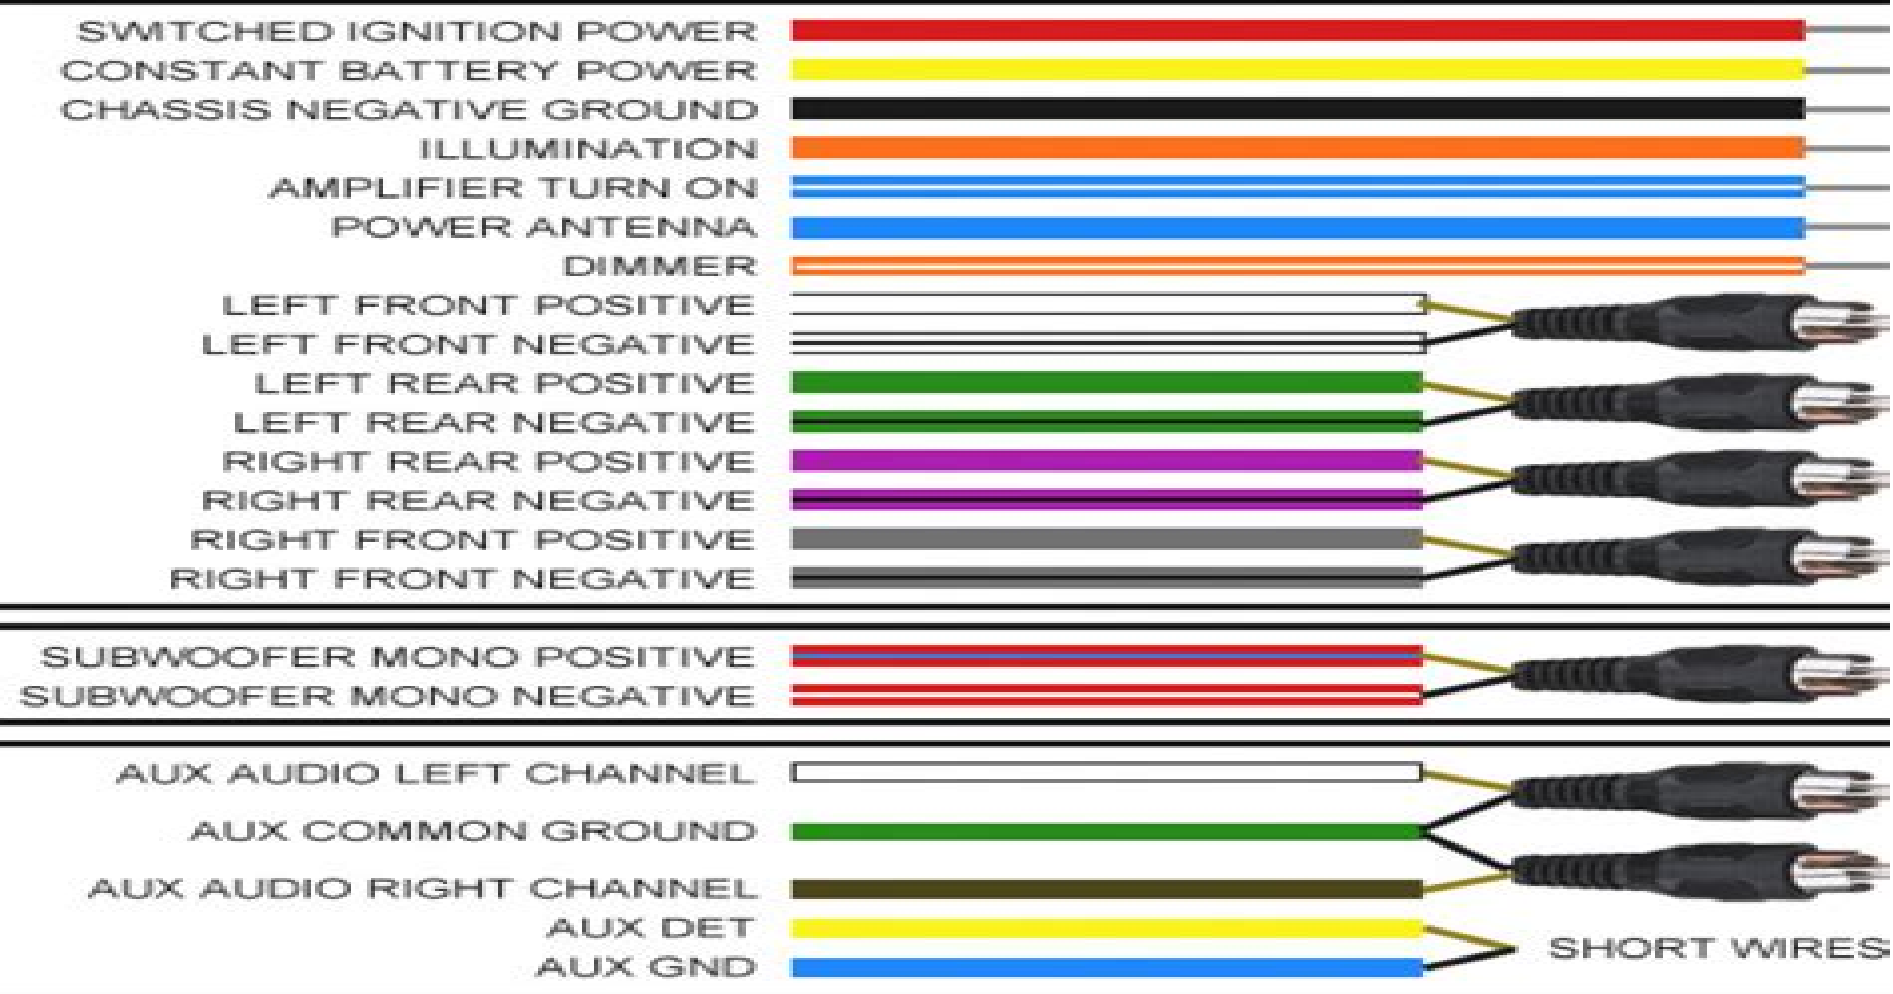 SWITCHED IGNITION POWER
CONSTANT BATTERY POWER
CHASSIS NEGATIVE GROUND
ILLUMINATION
AMPLIFIER TURN ON
POWER ANTENNA
DIMMER
LEFT FRONT POSITIVE
LEFT FRONT NEGATIVE
LEFT REAR POSITIVE
LEFT REAR NEGATIVE
RIGHT REAR POSITIVE
RIGHT REAR NEGATIVE
RIGHT FRONT POSITIVE
RIGHT FRONT NEGATIVE
SUBWOOFER MONO POSITIVE
SUBWOOFER MONO NEGATIVE
AUX AUDIO LEFT CHANNEL
AUX COMMON GROUND
AUX AUDIO RIGHT CHANNEL
AUX DET
SHORT WIRES
AUX GND